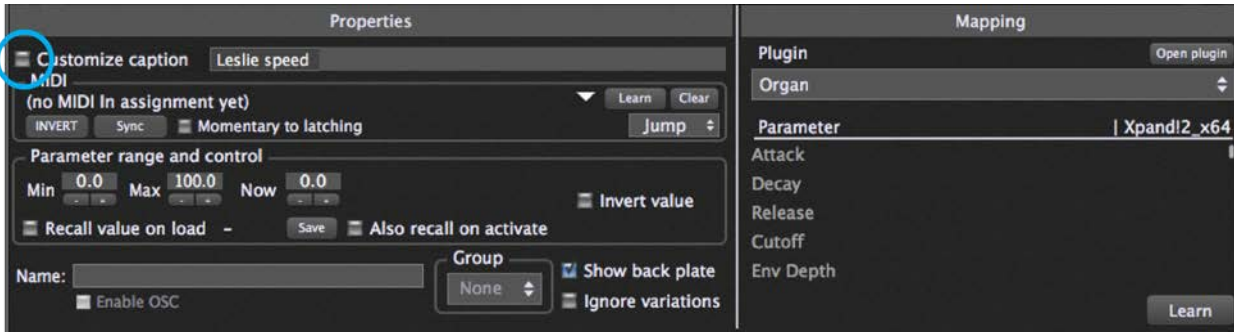 Properties
Customize caption Leslie speed
MIDI
(no MIDI In assignment yet) Learn Clear
INVERT Sync Momentary to latching Jump
Parameter range and control
Min 0.0 Max 100.0 Now 0.0
- + - + - +
Invert value
Recall value on load - Save Also recall on activate
Name:
Enable OSC
Group
None
Show back plate
Ignore variations
Mapping
Plugin Open plugin
Organ
Parameter | Xpand!2_x64
Attack
Decay
Release
Cutoff
Env Depth
Learn